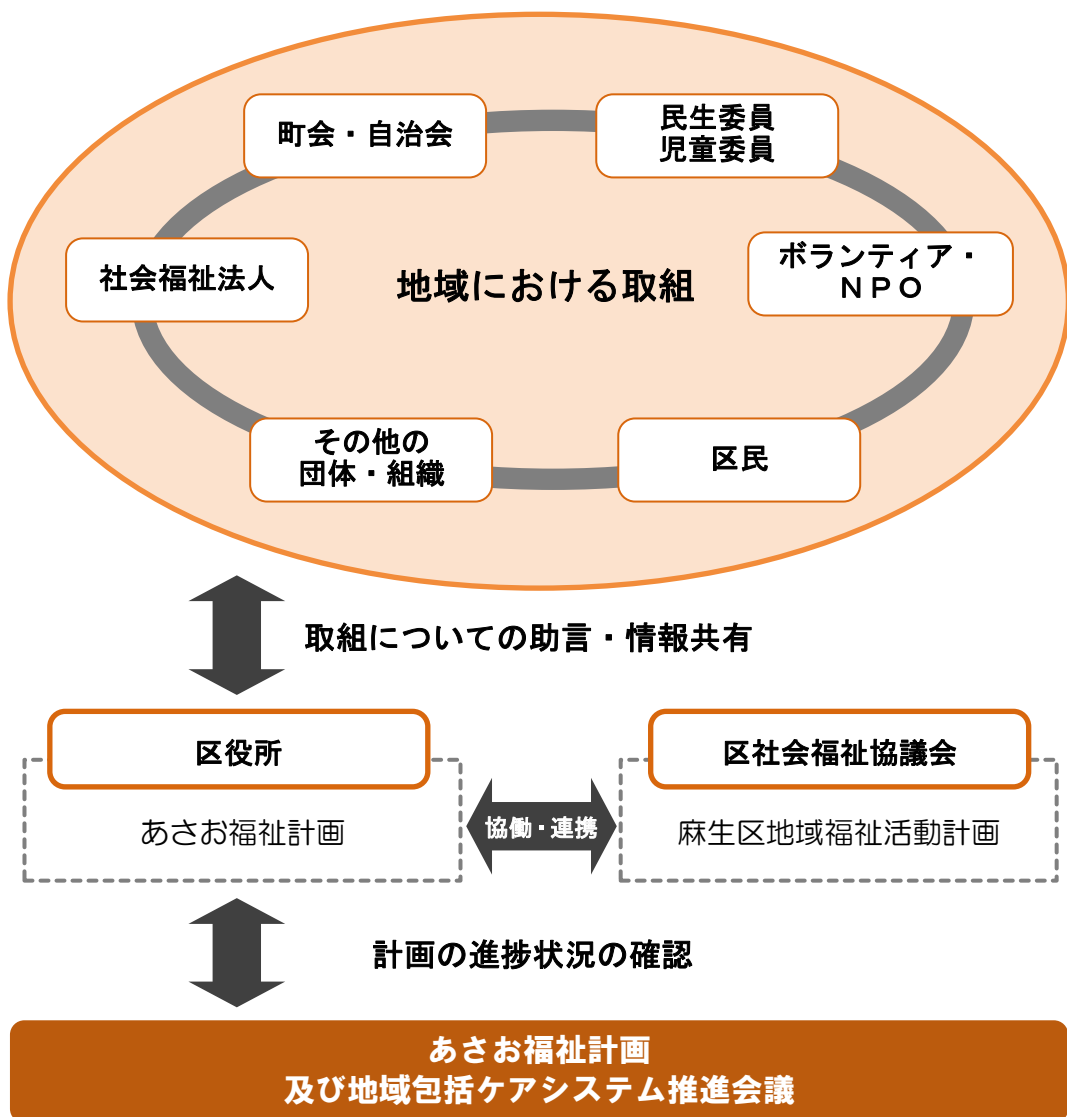 町会・自治会
民生委員
児童委員
社会福祉法人
地域における取組
ボランティア・
ＮＰＯ
その他の
団体・組織
区民
取組についての助言・情報共有
区役所
区社会福祉協議会
あさお福祉計画
協働・連携
麻生区地域福祉活動計画
計画の進捗状況の確認
あさお福祉計画
及び地域包括ケアシステム推進会議